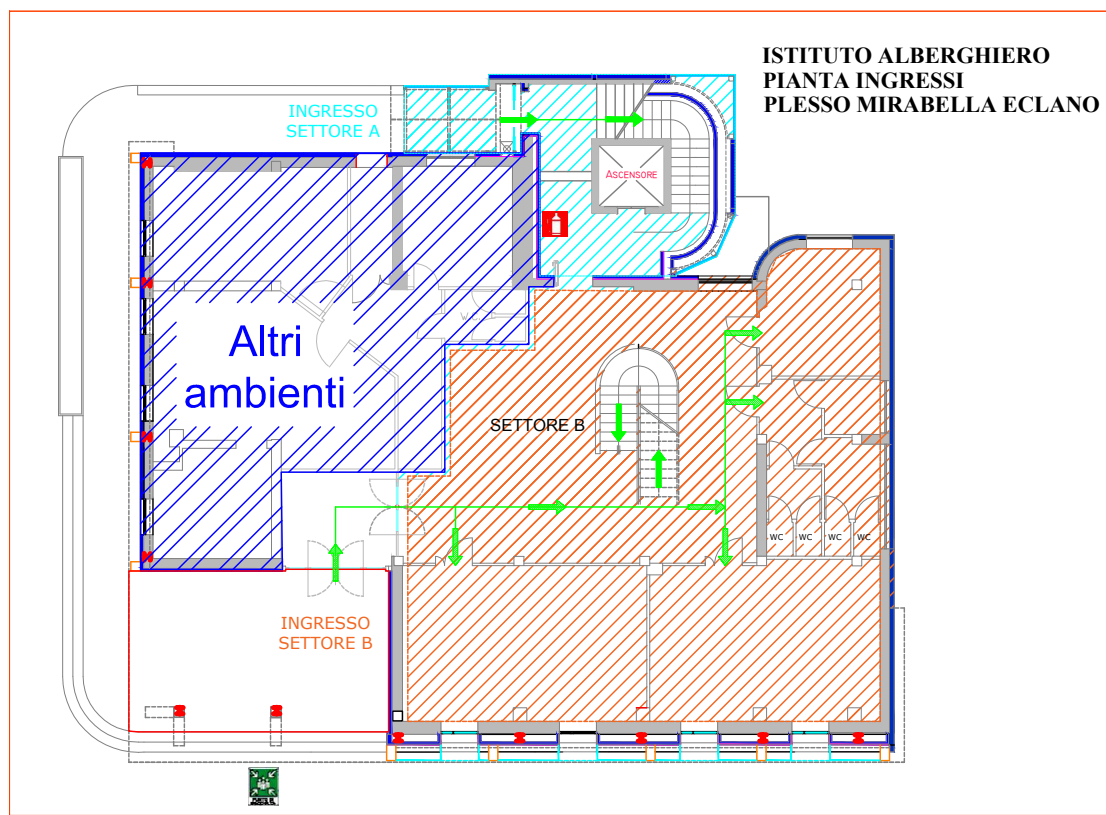 ISTITUTO ALBERGHIERO
PIANTA INGRESSI
PLESSO MIRABELLA ECLANO
INGRESSO
SETTORE A
ASCENSORE
WC
Altri
ambienti
SETTORE B
WC
WC
WC
WC
INGRESSO
SETTORE B